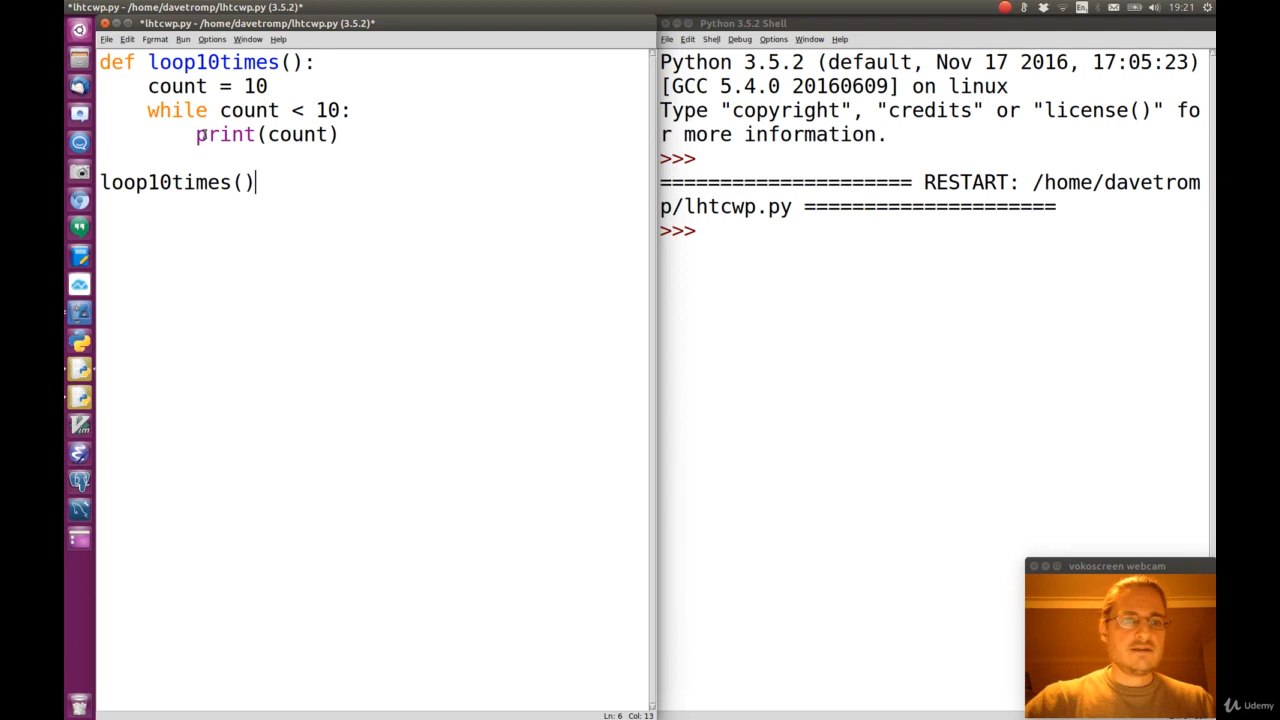 *lhtcwp.py - /home/davetromp/lhtcwp.py (3.5.2)*
En
19:21
*lhtcwp.py - /home/davetromp/lhtcwp.py (3.5.2)*
File Edit Format Run Options Window Help
def loop10times():
    count = 10
    while count < 10:
        print(count)
loop10times()
Ln: 6 Col: 13
Python 3.5.2 Shell
File Edit Shell Debug Options Window Help
Python 3.5.2 (default, Nov 17 2016, 17:05:23)
[GCC 5.4.0 20160609] on linux
Type "copyright", "credits" or "license()" fo
r more information.
>>>
===================== RESTART: /home/davetrom
p/lhtcwp.py =====================
>>>
vokoscreen webcam
Udemy